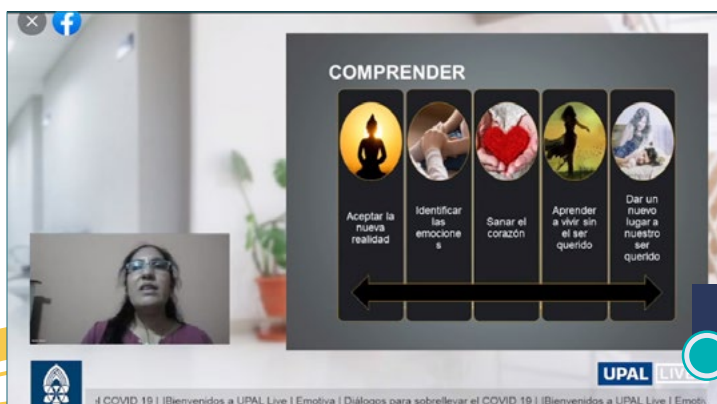 COMPRENDER
Aceptar la
nueva
realidad
Identificar
las
emocione
s
Sanar el
corazón
Aprender
a vivir sin
el ser
querido
Dar un
nuevo
lugar a
nuestro
ser
querido
UPAL LIVE
el COVID 19 | |Bienvenidos a UPAL Live | Emotiva | Diálogos para sobrellevar el COVID 19 | |Bienvenidos a UPAL Live | Emotiv